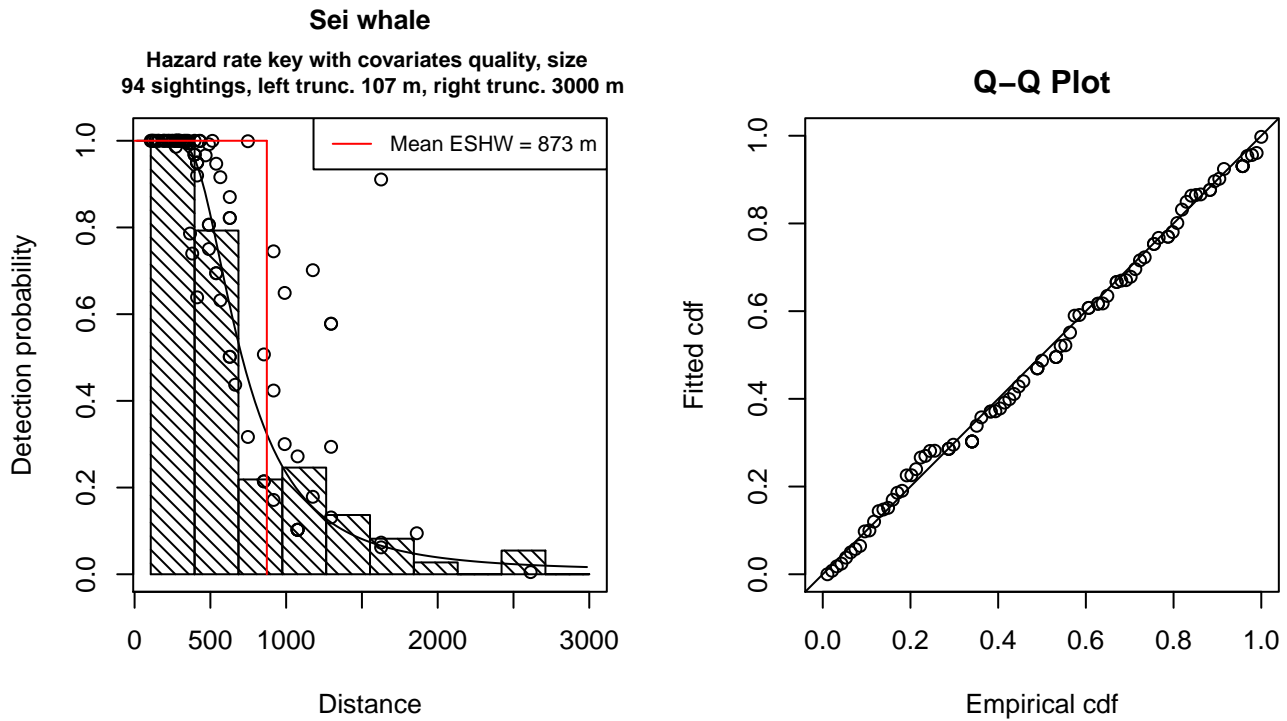 Sei whale
Hazard rate key with covariates quality, size
94 sightings, left trunc. 107 m, right trunc. 3000 m
Mean ESHW = 873 m
Detection probability
1.0
0.8
0.6
0.4
0.2
0.0
0 500 1000 2000 3000
Distance
Q−Q Plot
Fitted cdf
1.0
0.8
0.6
0.4
0.2
0.0
0.0 0.2 0.4 0.6 0.8 1.0
Empirical cdf